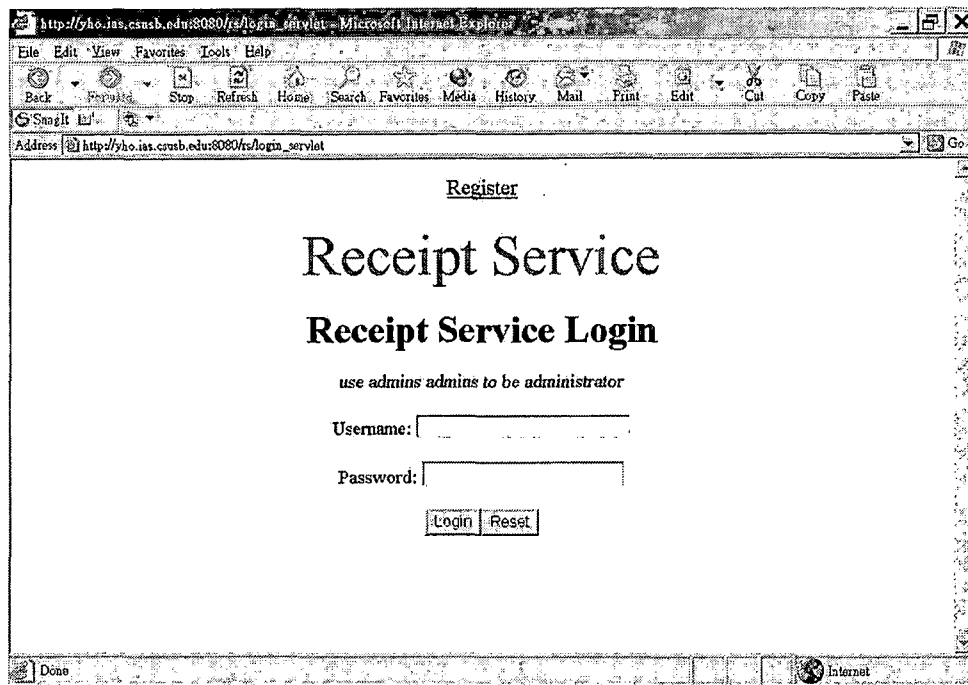 http://yho.ias.csusb.edu:8080/rs/login_servlet - Microsoft Internet Explorer
File Edit View Favorites Tools Help
Back Forward Stop Refresh Home Search Favorites Media History Mail Print Edit Cut Copy Paste
SnagIt
Address http://yho.ias.csusb.edu:8080/rs/login_servlet Go
Register
Receipt Service
Receipt Service Login
use admins admins to be administrator
Username:
Password:
Login Reset
Done Internet